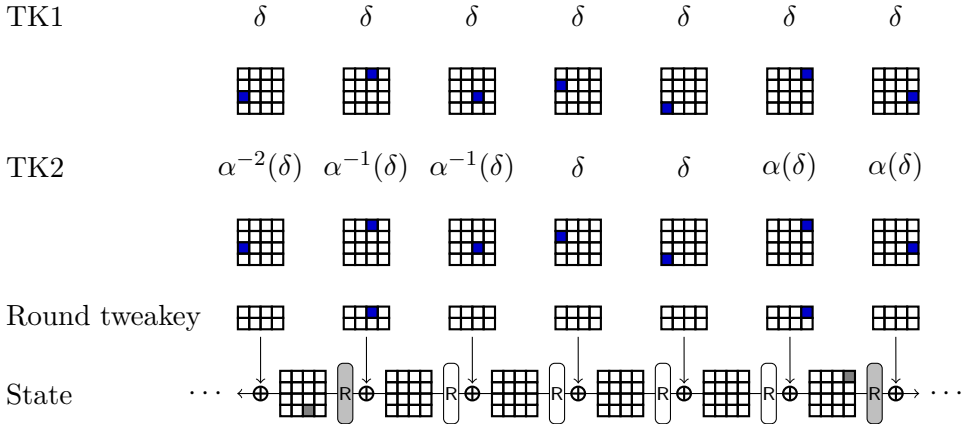 TK1 δ δ δ δ δ δ δ
TK2 α⁻²(δ) α⁻¹(δ) α⁻¹(δ) δ δ α(δ) α(δ)
Round tweakey
State ··· R R R R R R ···